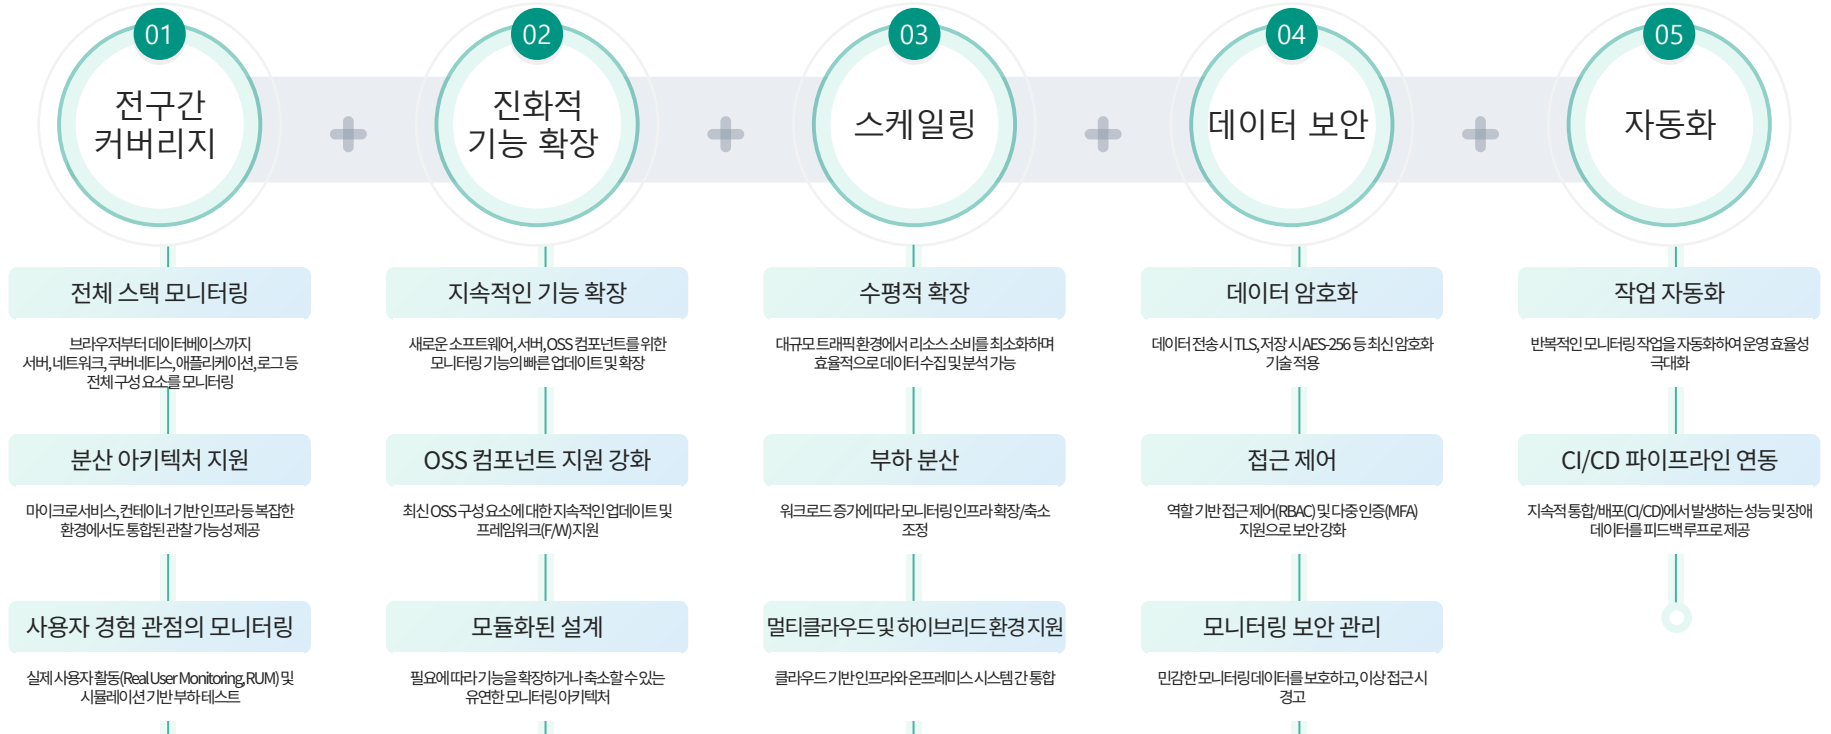 01
전구간
커버리지
02
진화적
기능 확장
03
스케일링
04
데이터 보안
05
자동화
전체 스택 모니터링
브라우저부터 데이터베이스까지
서버, 네트워크, 쿠버네티스, 애플리케이션, 로그 등
전체 구성 요소를 모니터링
분산 아키텍처 지원
마이크로서비스, 컨테이너 기반 인프라 등 복잡한
환경에서도 통합된 관찰 가능성 제공
사용자 경험 관점의 모니터링
실제 사용자 활동(Real User Monitoring, RUM) 및
시뮬레이션 기반 부하 테스트
지속적인 기능 확장
새로운 소프트웨어, 서버, OSS 컴포넌트를 위한
모니터링 기능의 빠른 업데이트 및 확장
OSS 컴포넌트 지원 강화
최신 OSS 구성 요소에 대한 지속적인 업데이트 및
프레임워크(F/W) 지원
모듈화된 설계
필요에 따라 기능을 확장하거나 축소할 수 있는
유연한 모니터링 아키텍처
수평적 확장
대규모 트래픽 환경에서 리소스 소비를 최소화하며
효율적으로 데이터 수집 및 분석 가능
부하 분산
워크로드 증가에 따라 모니터링 인프라 확장/축소
조정
멀티클라우드 및 하이브리드 환경 지원
클라우드 기반 인프라와 온프레미스 시스템 간 통합
데이터 암호화
데이터 전송 시 TLS, 저장 시 AES-256 등 최신 암호화
기술 적용
접근 제어
역할 기반 접근 제어(RBAC) 및 다중 인증(MFA)
지원으로 보안 강화
모니터링 보안 관리
민감한 모니터링 데이터를 보호하고, 이상 접근 시
경고
작업 자동화
반복적인 모니터링 작업을 자동화하여 운영 효율성
극대화
CI/CD 파이프라인 연동
지속적 통합/배포(CI/CD)에서 발생하는 성능 및 장애
데이터를 피드백 루프로 제공